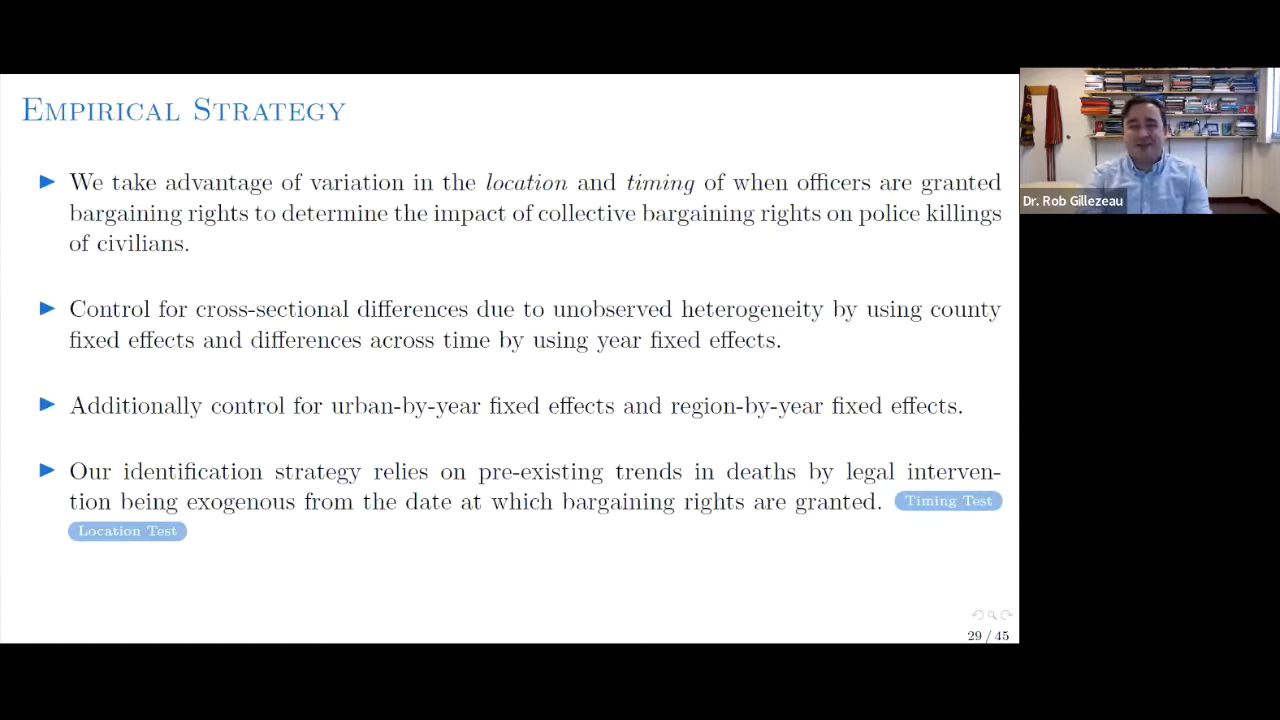 Empirical Strategy
We take advantage of variation in the location and timing of when officers are granted
bargaining rights to determine the impact of collective bargaining rights on police killings
of civilians.
Control for cross-sectional differences due to unobserved heterogeneity by using county
fixed effects and differences across time by using year fixed effects.
Additionally control for urban-by-year fixed effects and region-by-year fixed effects.
Our identification strategy relies on pre-existing trends in deaths by legal interven-
tion being exogenous from the date at which bargaining rights are granted. Timing Test
Location Test
29 / 45
Dr. Rob Gillezeau